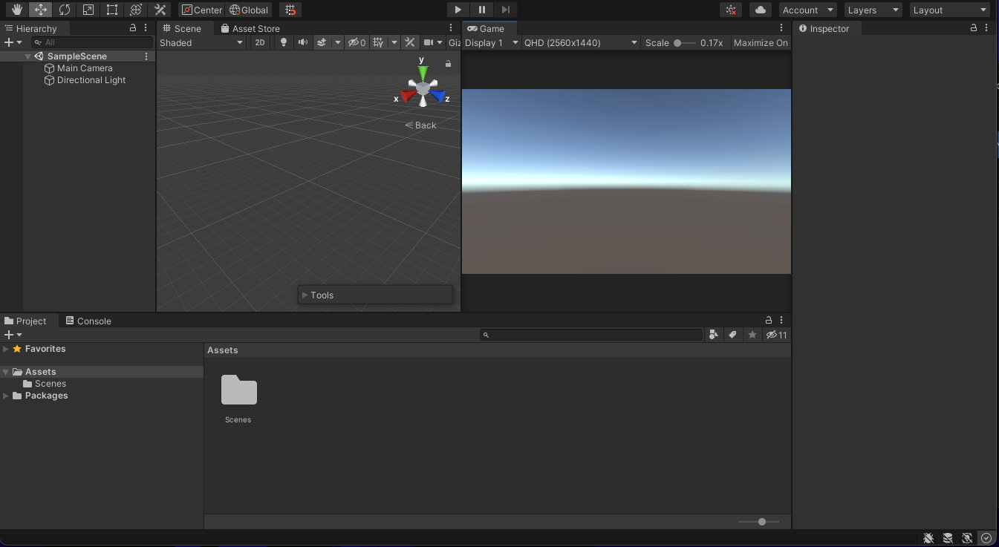 Center Global Account Layers Layout
Hierarchy
All
SampleScene
Main Camera
Directional Light
Scene Asset Store
Shaded 2D 0 Giz
y
x z
Back
Tools
Game
Display 1 QHD (2560x1440) Scale 0.17x Maximize On
Inspector
Project Console
11
Favorites
Assets
Scenes
Packages
Assets
Scenes